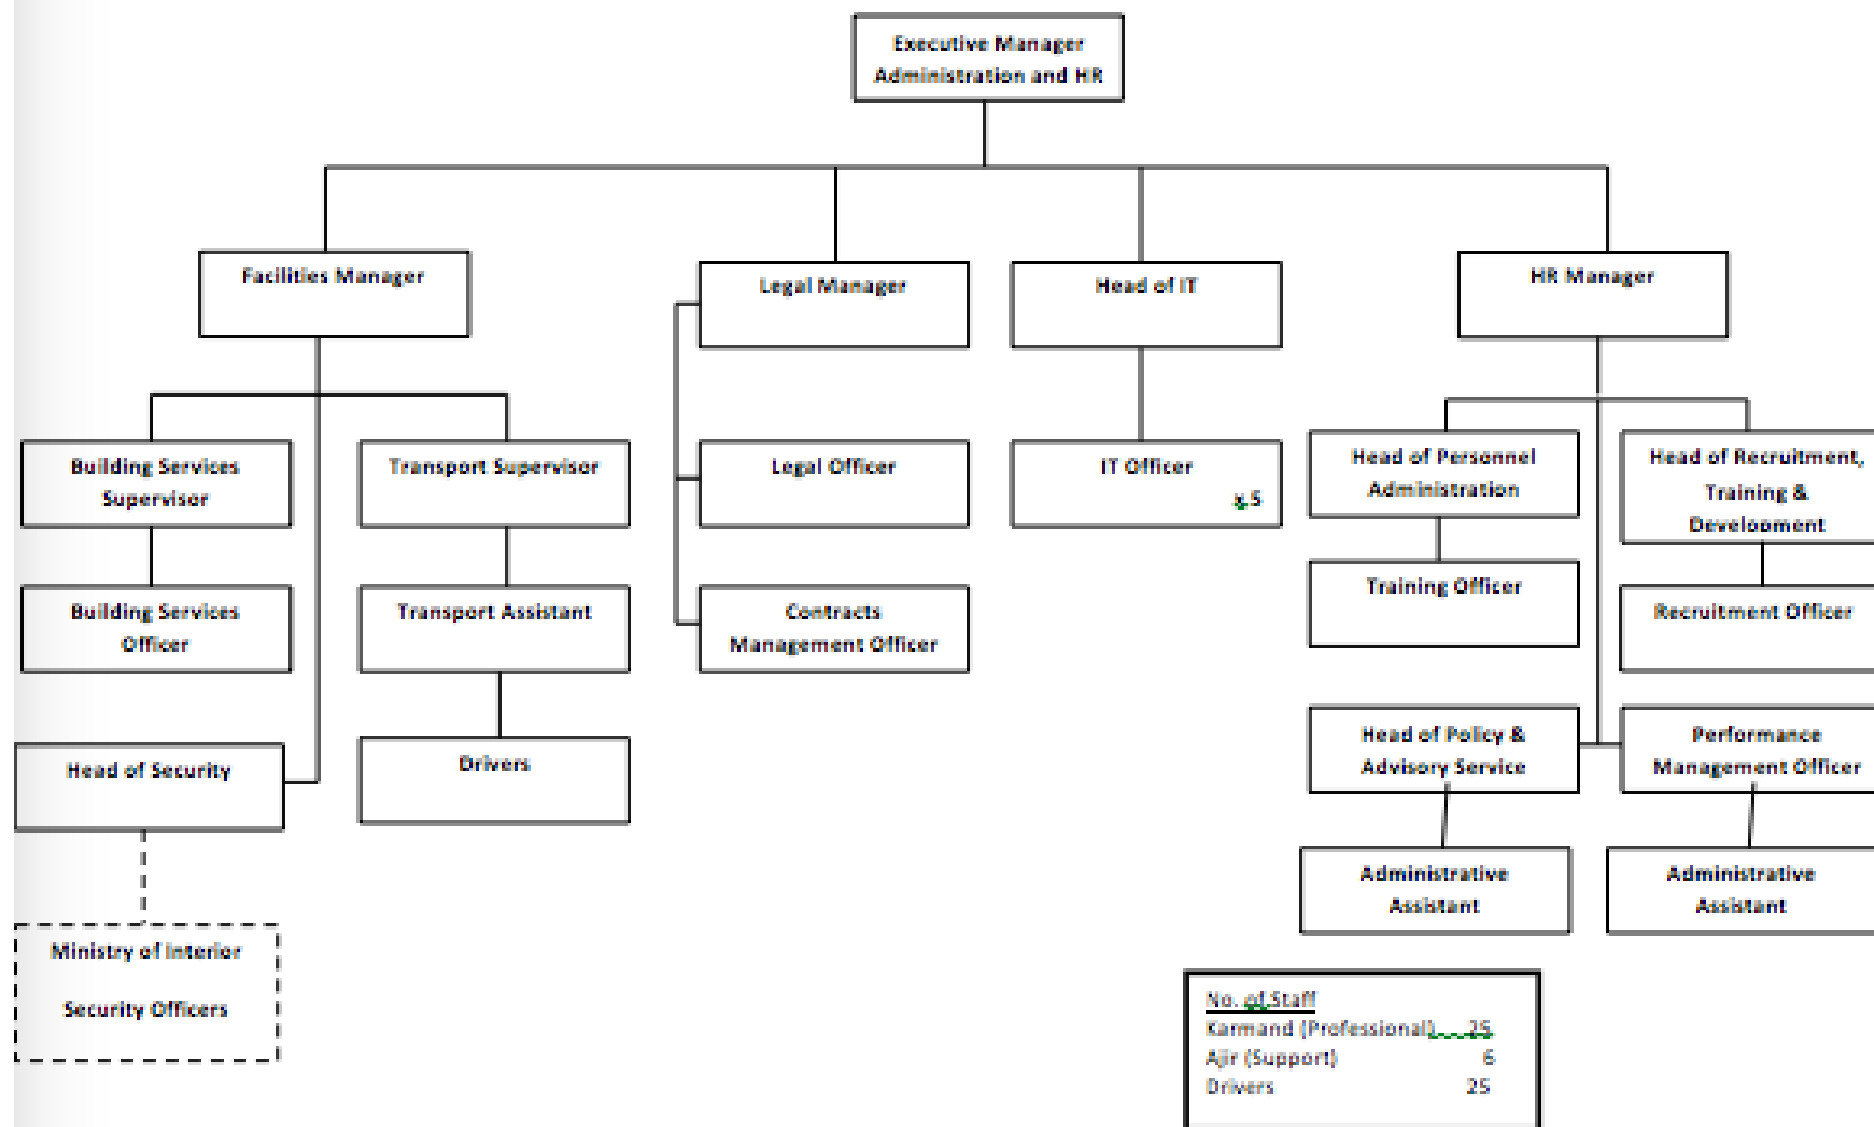 Executive Manager
Administration and HR
Facilities Manager
Legal Manager
Head of IT
HR Manager
Building Services
Supervisor
Transport Supervisor
Legal Officer
IT Officer
x 5
Head of Personnel
Administration
Head of Recruitment,
Training &
Development
Building Services
Officer
Transport Assistant
Contracts
Management Officer
Training Officer
Recruitment Officer
Head of Security
Drivers
Head of Policy &
Advisory Service
Performance
Management Officer
Administrative
Assistant
Administrative
Assistant
Ministry of Interior
Security Officers
No. of Staff
Karmand (Professional) 25
Ajir (Support) 6
Drivers 25